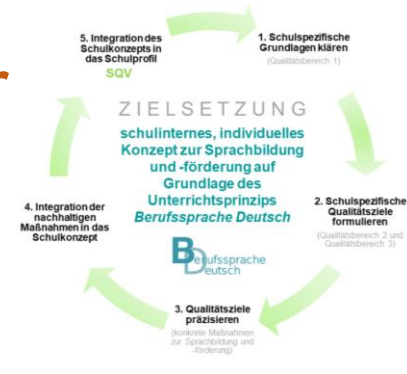 5. Integration des
Schulkonzepts in
das Schulprofil
SQV
1. Schulspezifische
Grundlagen klären
(Qualitätsbereich 1)
ZIELSETZUNG
schulinternes, individuelles
Konzept zur Sprachbildung
und -förderung auf
Grundlage des
Unterrichtsprinzips
Berufssprache Deutsch
2. Schulspezifische
Qualitätsziele
formulieren
(Qualitätsbereich 2 und
Qualitätsbereich 3)
4. Integration der
nachhaltigen
Maßnahmen in das
Schulkonzept
Berufssprache
Deutsch
3. Qualitätsziele
präzisieren
(konkrete Maßnahmen
zur Sprachbildung und
-förderung)